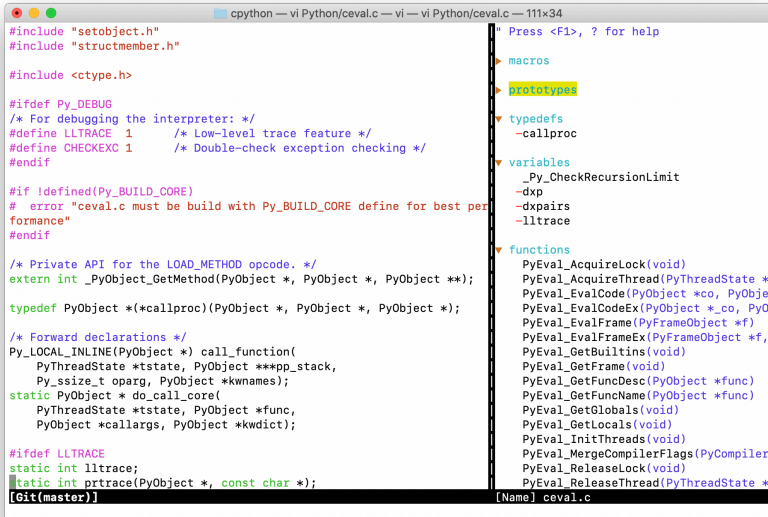 cpython — vi Python/ceval.c — vi — vi Python/ceval.c — 111×34
#include "setobject.h"
#include "structmember.h"
#include <ctype.h>
#ifdef Py_DEBUG
/* For debugging the interpreter: */
#define LLTRACE  1      /* Low-level trace feature */
#define CHECKEXC 1      /* Double-check exception checking */
#endif
#if !defined(Py_BUILD_CORE)
#  error "ceval.c must be build with Py_BUILD_CORE define for best per
formance"
#endif
/* Private API for the LOAD_METHOD opcode. */
extern int _PyObject_GetMethod(PyObject *, PyObject *, PyObject **);
typedef PyObject *(*callproc)(PyObject *, PyObject *, PyObject *);
/* Forward declarations */
Py_LOCAL_INLINE(PyObject *) call_function(
    PyThreadState *tstate, PyObject ***pp_stack,
    Py_ssize_t oparg, PyObject *kwnames);
static PyObject * do_call_core(
    PyThreadState *tstate, PyObject *func,
    PyObject *callargs, PyObject *kwdict);
#ifdef LLTRACE
static int lltrace;
static int prtrace(PyObject *, const char *);
[Git(master)]
" Press <F1>, ? for help
▸ macros
▸ prototypes
▼ typedefs
   -callproc
▼ variables
    _Py_CheckRecursionLimit
   -dxp
   -dxpairs
   -lltrace
▼ functions
    PyEval_AcquireLock(void)
    PyEval_AcquireThread(PyThreadState *
    PyEval_EvalCode(PyObject *co, PyObje
    PyEval_EvalCodeEx(PyObject *_co, PyO
    PyEval_EvalFrame(PyFrameObject *f)
    PyEval_EvalFrameEx(PyFrameObject *f,
    PyEval_GetBuiltins(void)
    PyEval_GetFrame(void)
    PyEval_GetFuncDesc(PyObject *func)
    PyEval_GetFuncName(PyObject *func)
    PyEval_GetGlobals(void)
    PyEval_GetLocals(void)
    PyEval_InitThreads(void)
    PyEval_MergeCompilerFlags(PyCompiler
    PyEval_ReleaseLock(void)
    PyEval_ReleaseThread(PyThreadState *
[Name] ceval.c